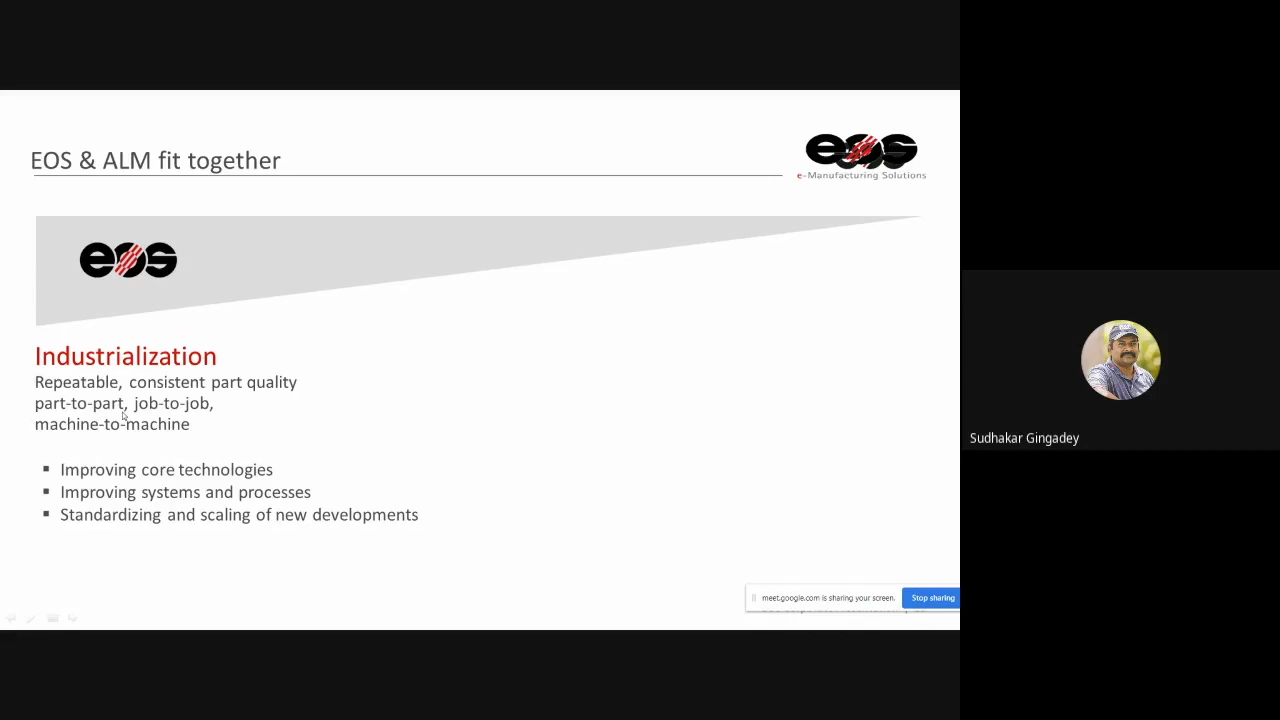 EOS & ALM fit together
eos
e-Manufacturing Solutions
eos
Industrialization
Repeatable, consistent part quality
part-to-part, job-to-job,
machine-to-machine
▪ Improving core technologies
▪ Improving systems and processes
▪ Standardizing and scaling of new developments
meet.google.com is sharing your screen.
Stop sharing
Sudhakar Gingadey